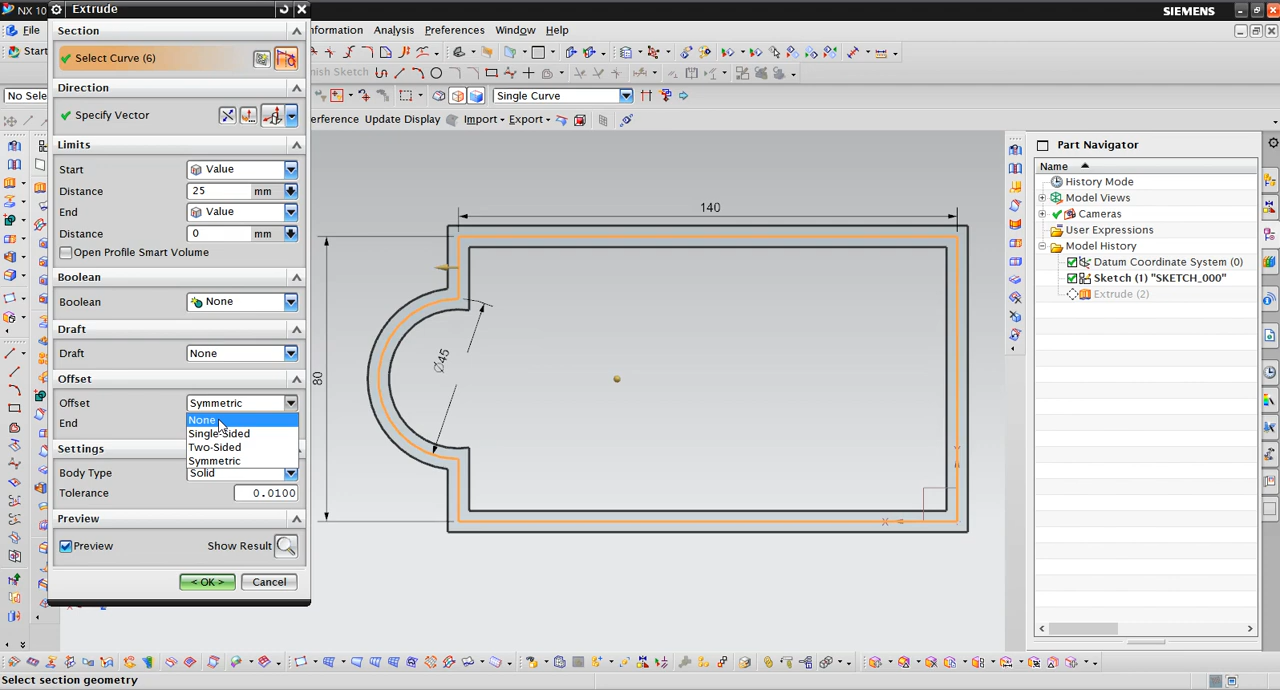 NX 10
Extrude
SIEMENS
File
Information Analysis Preferences Window Help
Section
Start
Select Curve (6)
Finish Sketch
Direction
No Sele
Single Curve
Specify Vector
Import Export
Update Display
Limits
Part Navigator
Start Value
Name
Distance 25 mm
History Mode
End Value
Model Views
Cameras
Distance 0 mm
User Expressions
Open Profile Smart Volume
Model History
Datum Coordinate System (0)
Boolean
Sketch (1) "SKETCH_000"
Boolean None
Extrude (2)
Draft
Draft None
Offset
Offset Symmetric
End
None
Single-Sided
Two-Sided
Symmetric
Settings
Body Type Solid
Tolerance 0.0100
Preview
Preview Show Result
< OK > Cancel
140
80
Ø45
X
Y
Select section geometry